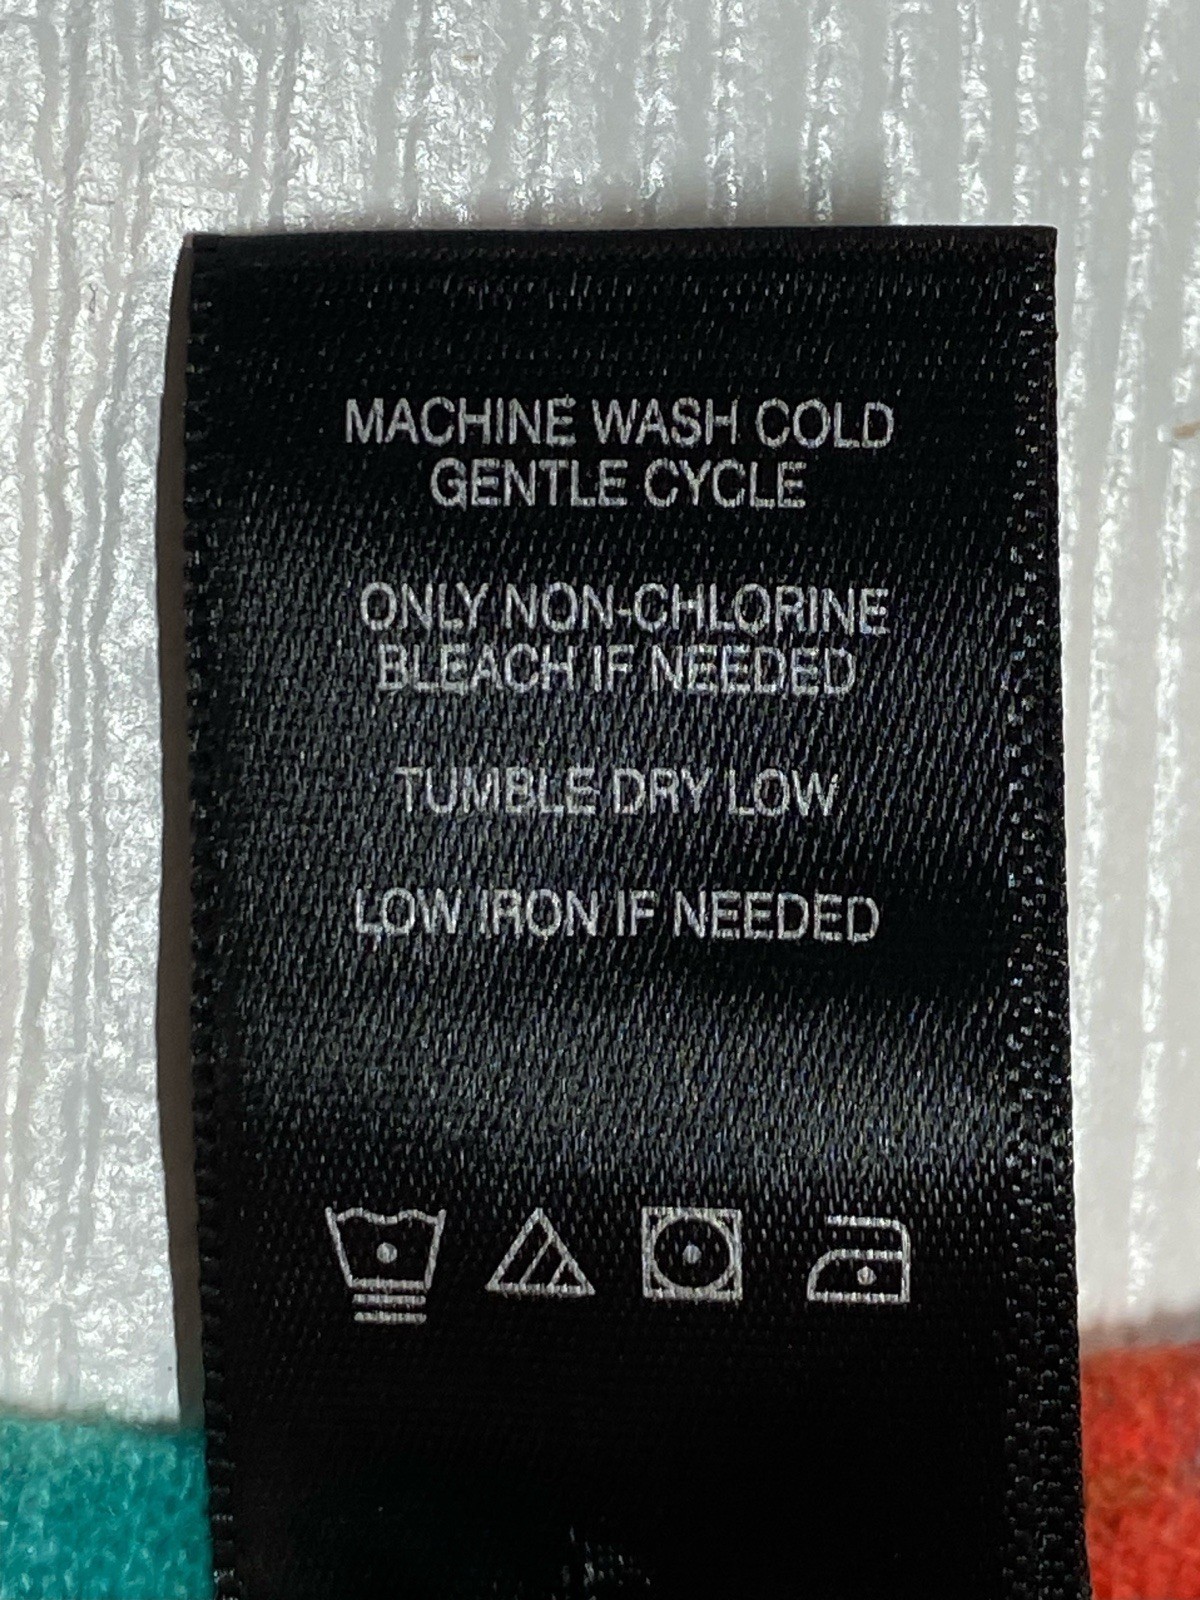 MACHINE WASH COLD
GENTLE CYCLE
ONLY NON-CHLORINE
BLEACH IF NEEDED
TUMBLE DRY LOW
LOW IRON IF NEEDED